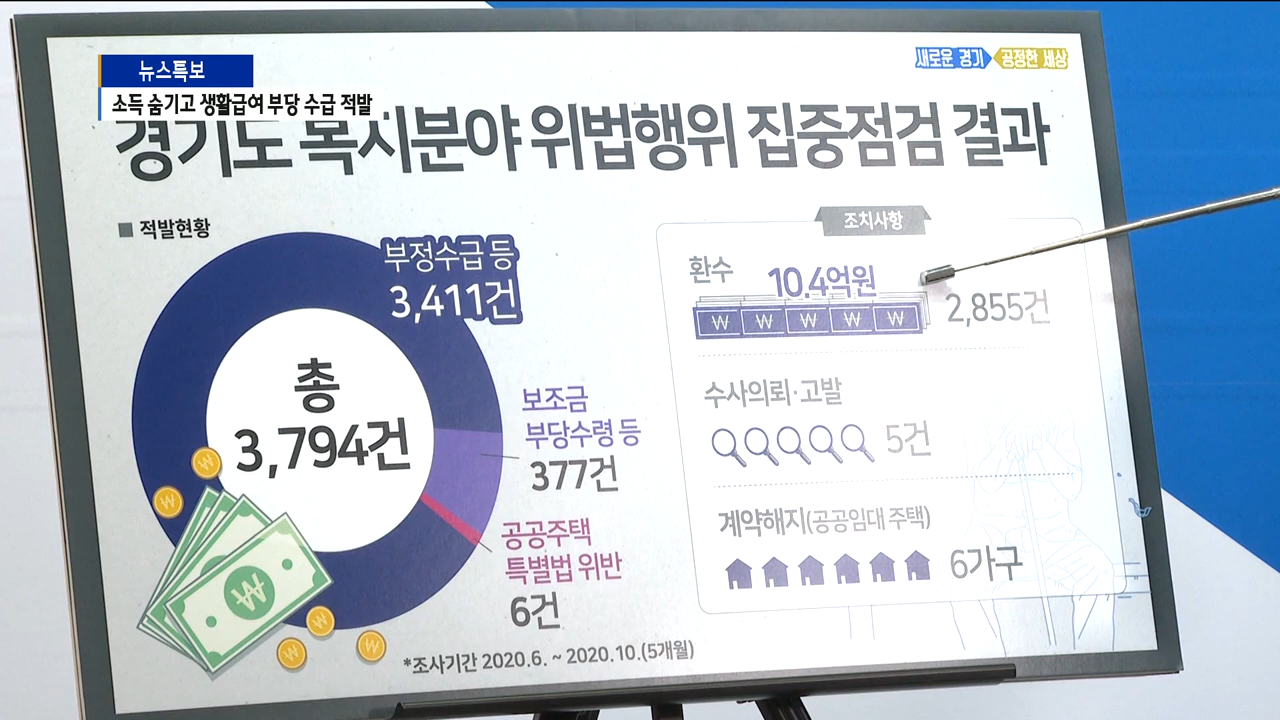 뉴스특보
소득 숨기고 생활급여 부당 수급 적발
새로운 경기 공정한 세상
경기도 복지분야 위법행위 집중점검 결과
적발현황
부정수급 등
3,411건
총
3,794건
보조금
부당수령 등
377건
공공주택
특별법 위반
6건
*조사기간 2020.6. ~ 2020.10.(5개월)
조치사항
환수
10.4억원
2,855건
수사의뢰·고발
5건
계약해지(공공임대 주택)
6가구